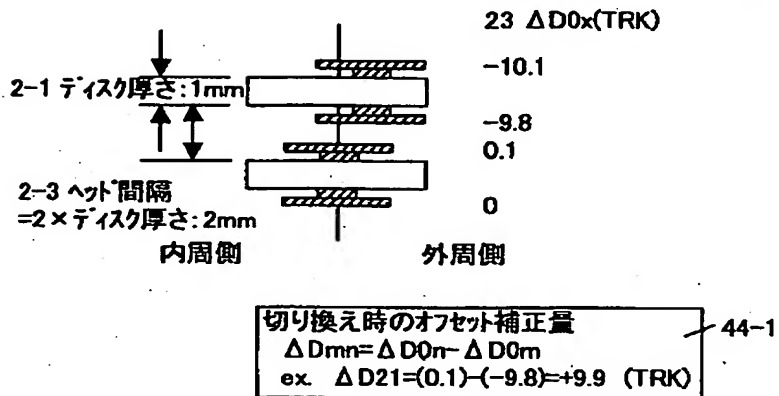 23 ΔD0x(TRK)
-10.1
2-1 ディスク厚さ:1mm
-9.8
0.1
2-3 ヘッド間隔
=2×ディスク厚さ:2mm
0
内周側
外周側
切り換え時のオフセット補正量
44-1
ΔDmn=ΔD0n-ΔD0m
ex. ΔD21=(0.1)-(-9.8)=+9.9 (TRK)